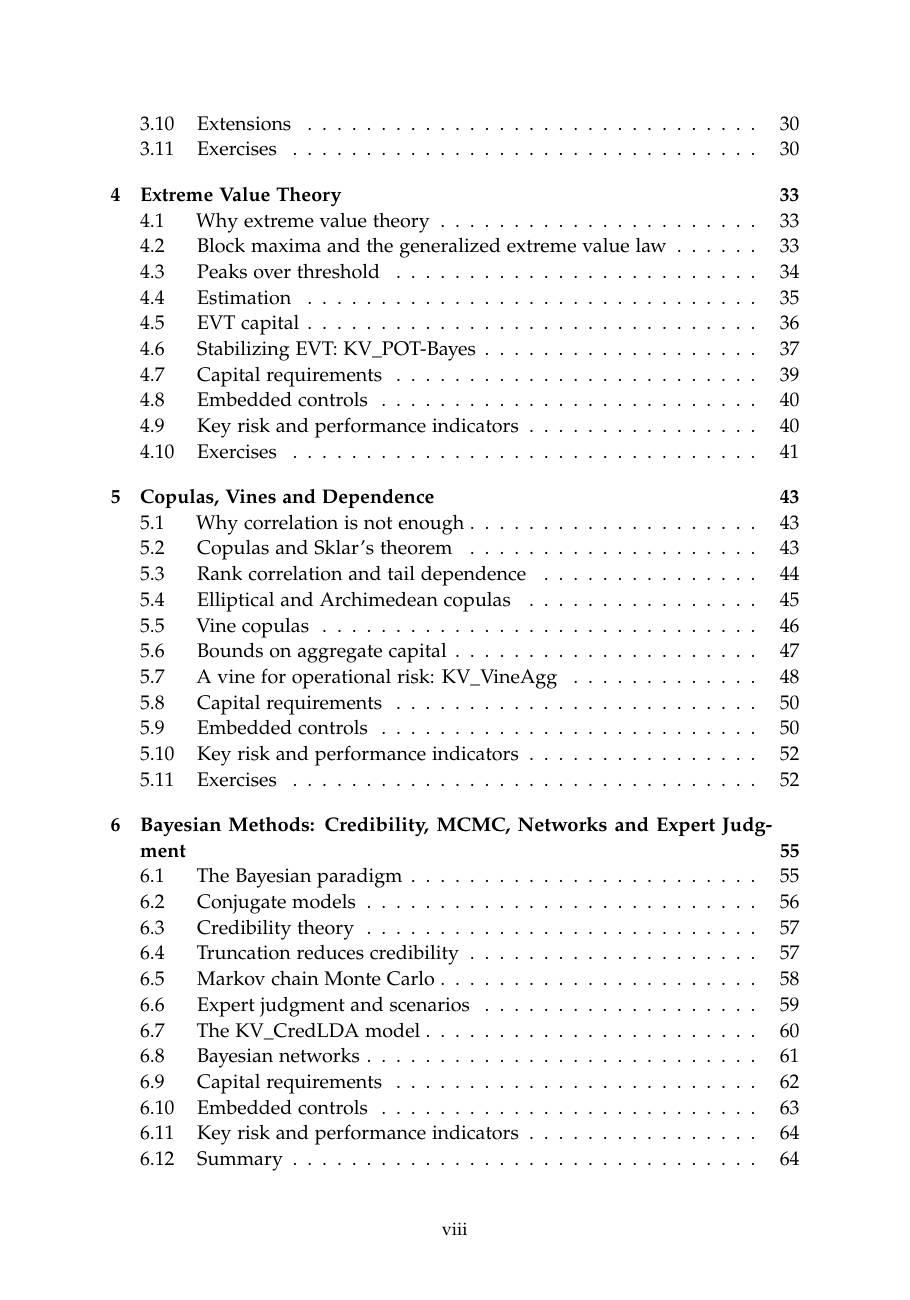 3.10 Extensions . . . . . . . . . . . . . . . . . . . . . . . . . . . . . . . 30
3.11 Exercises . . . . . . . . . . . . . . . . . . . . . . . . . . . . . . . . 30
4 Extreme Value Theory 33
4.1 Why extreme value theory . . . . . . . . . . . . . . . . . . . . . . 33
4.2 Block maxima and the generalized extreme value law . . . . . . 33
4.3 Peaks over threshold . . . . . . . . . . . . . . . . . . . . . . . . . 34
4.4 Estimation . . . . . . . . . . . . . . . . . . . . . . . . . . . . . . . 35
4.5 EVT capital . . . . . . . . . . . . . . . . . . . . . . . . . . . . . . . 36
4.6 Stabilizing EVT: KV_POT-Bayes . . . . . . . . . . . . . . . . . . . 37
4.7 Capital requirements . . . . . . . . . . . . . . . . . . . . . . . . . 39
4.8 Embedded controls . . . . . . . . . . . . . . . . . . . . . . . . . . 40
4.9 Key risk and performance indicators . . . . . . . . . . . . . . . . 40
4.10 Exercises . . . . . . . . . . . . . . . . . . . . . . . . . . . . . . . . 41
5 Copulas, Vines and Dependence 43
5.1 Why correlation is not enough . . . . . . . . . . . . . . . . . . . . 43
5.2 Copulas and Sklar's theorem . . . . . . . . . . . . . . . . . . . . 43
5.3 Rank correlation and tail dependence . . . . . . . . . . . . . . . 44
5.4 Elliptical and Archimedean copulas . . . . . . . . . . . . . . . . 45
5.5 Vine copulas . . . . . . . . . . . . . . . . . . . . . . . . . . . . . . 46
5.6 Bounds on aggregate capital . . . . . . . . . . . . . . . . . . . . . 47
5.7 A vine for operational risk: KV_VineAgg . . . . . . . . . . . . . 48
5.8 Capital requirements . . . . . . . . . . . . . . . . . . . . . . . . . 50
5.9 Embedded controls . . . . . . . . . . . . . . . . . . . . . . . . . . 50
5.10 Key risk and performance indicators . . . . . . . . . . . . . . . . 52
5.11 Exercises . . . . . . . . . . . . . . . . . . . . . . . . . . . . . . . . 52
6 Bayesian Methods: Credibility, MCMC, Networks and Expert Judg-
ment 55
6.1 The Bayesian paradigm . . . . . . . . . . . . . . . . . . . . . . . . 55
6.2 Conjugate models . . . . . . . . . . . . . . . . . . . . . . . . . . . 56
6.3 Credibility theory . . . . . . . . . . . . . . . . . . . . . . . . . . . 57
6.4 Truncation reduces credibility . . . . . . . . . . . . . . . . . . . . 57
6.5 Markov chain Monte Carlo . . . . . . . . . . . . . . . . . . . . . . 58
6.6 Expert judgment and scenarios . . . . . . . . . . . . . . . . . . . 59
6.7 The KV_CredLDA model . . . . . . . . . . . . . . . . . . . . . . . 60
6.8 Bayesian networks . . . . . . . . . . . . . . . . . . . . . . . . . . . 61
6.9 Capital requirements . . . . . . . . . . . . . . . . . . . . . . . . . 62
6.10 Embedded controls . . . . . . . . . . . . . . . . . . . . . . . . . . 63
6.11 Key risk and performance indicators . . . . . . . . . . . . . . . . 64
6.12 Summary . . . . . . . . . . . . . . . . . . . . . . . . . . . . . . . . 64
viii